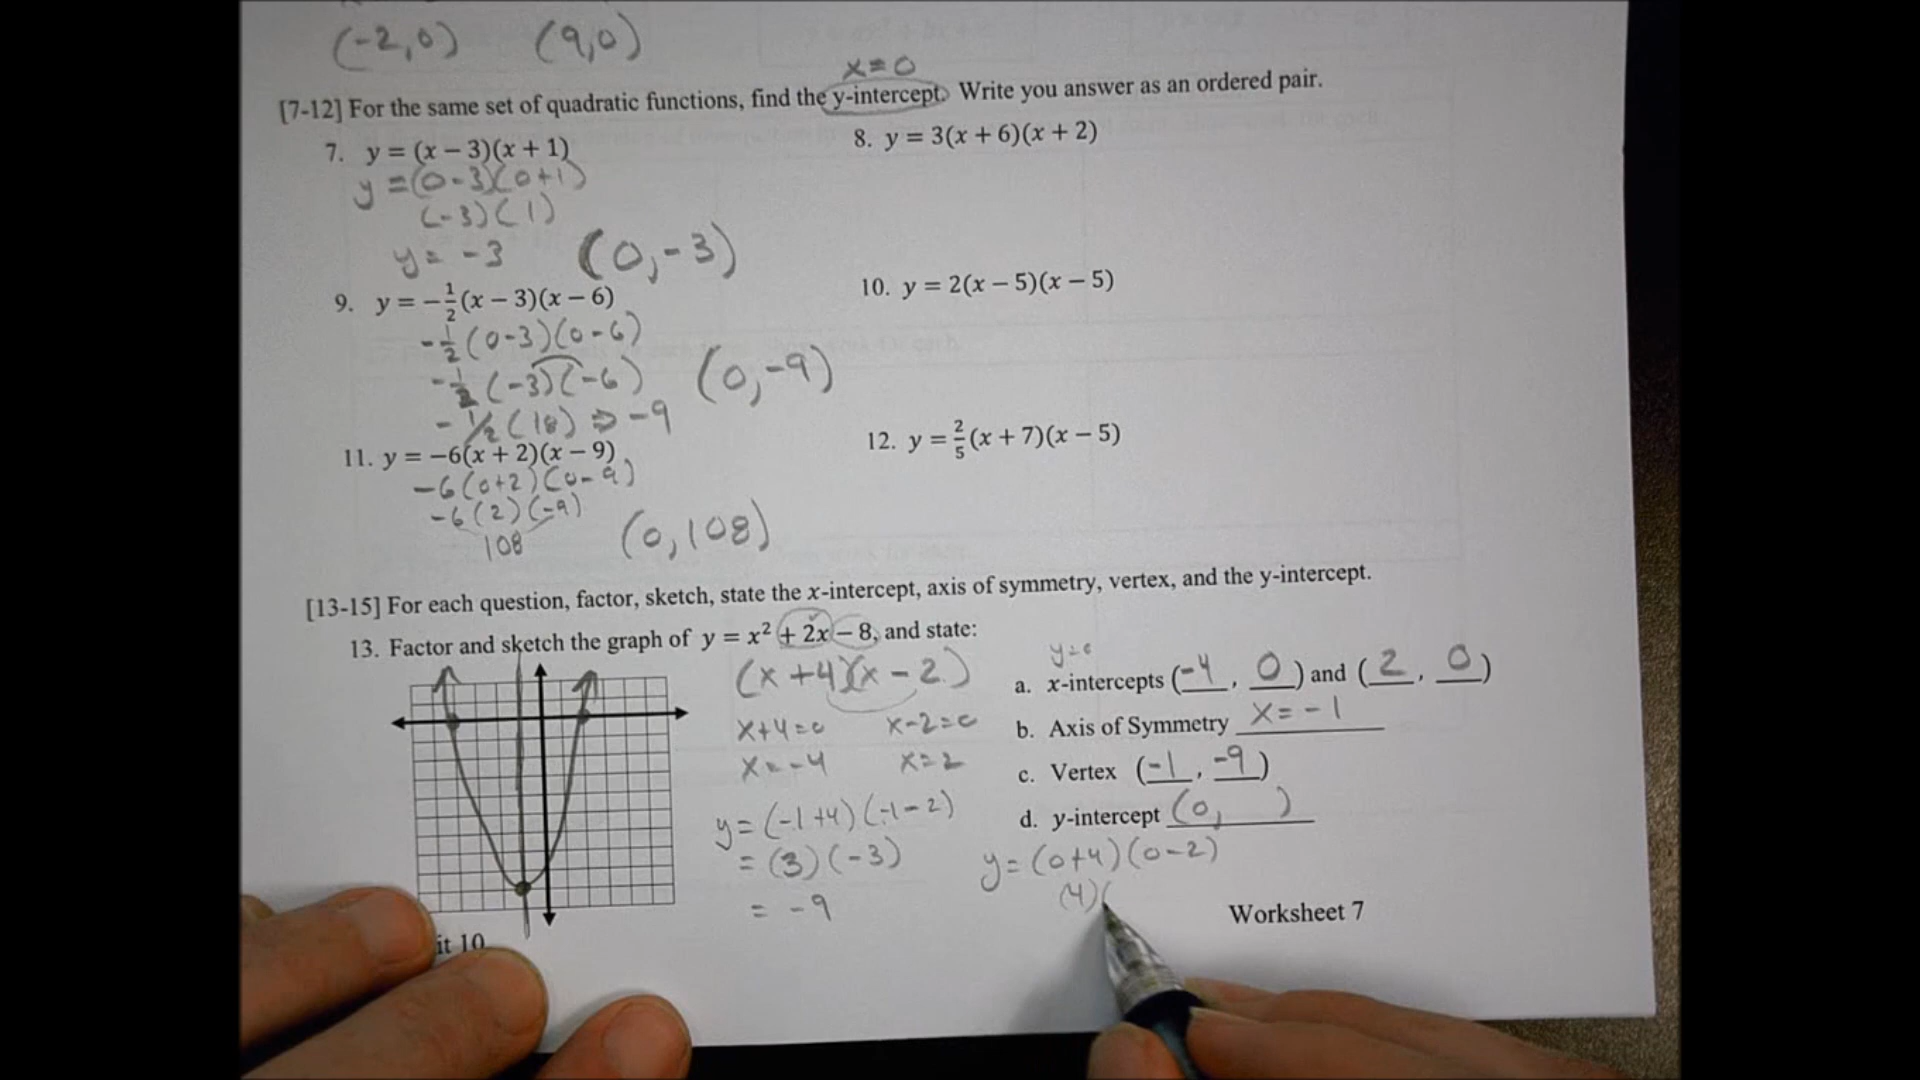 (-2,0) (9,0)
x=0
[7-12] For the same set of quadratic functions, find the y-intercept. Write you answer as an ordered pair.
7. y = (x − 3)(x + 1)
y = (0-3)(0+1)
(-3)(1)
y = -3 (0,-3)
8. y = 3(x + 6)(x + 2)
9. y = −1/2(x − 3)(x − 6)
-1/2 (0-3)(0-6)
-1/2 (-3)(-6) (0,-9)
-1/2 (18) ⇒ -9
10. y = 2(x − 5)(x − 5)
11. y = −6(x + 2)(x − 9)
-6(0+2)(0-9)
-6(2)(-9)
108 (0,108)
12. y = 2/5(x + 7)(x − 5)
[13-15] For each question, factor, sketch, state the x-intercept, axis of symmetry, vertex, and the y-intercept.
13. Factor and sketch the graph of y = x² + 2x − 8, and state:
(x+4)(x-2)
x+4=0 x-2=0
x=-4 x=2
y=(-1+4)(-1-2)
=(3)(-3)
= -9
y=0
a. x-intercepts (-4, 0) and (2, 0)
b. Axis of Symmetry x=-1
c. Vertex (-1, -9)
d. y-intercept (0, )
y=(0+4)(0-2)
(4)(
Worksheet 7
it 10